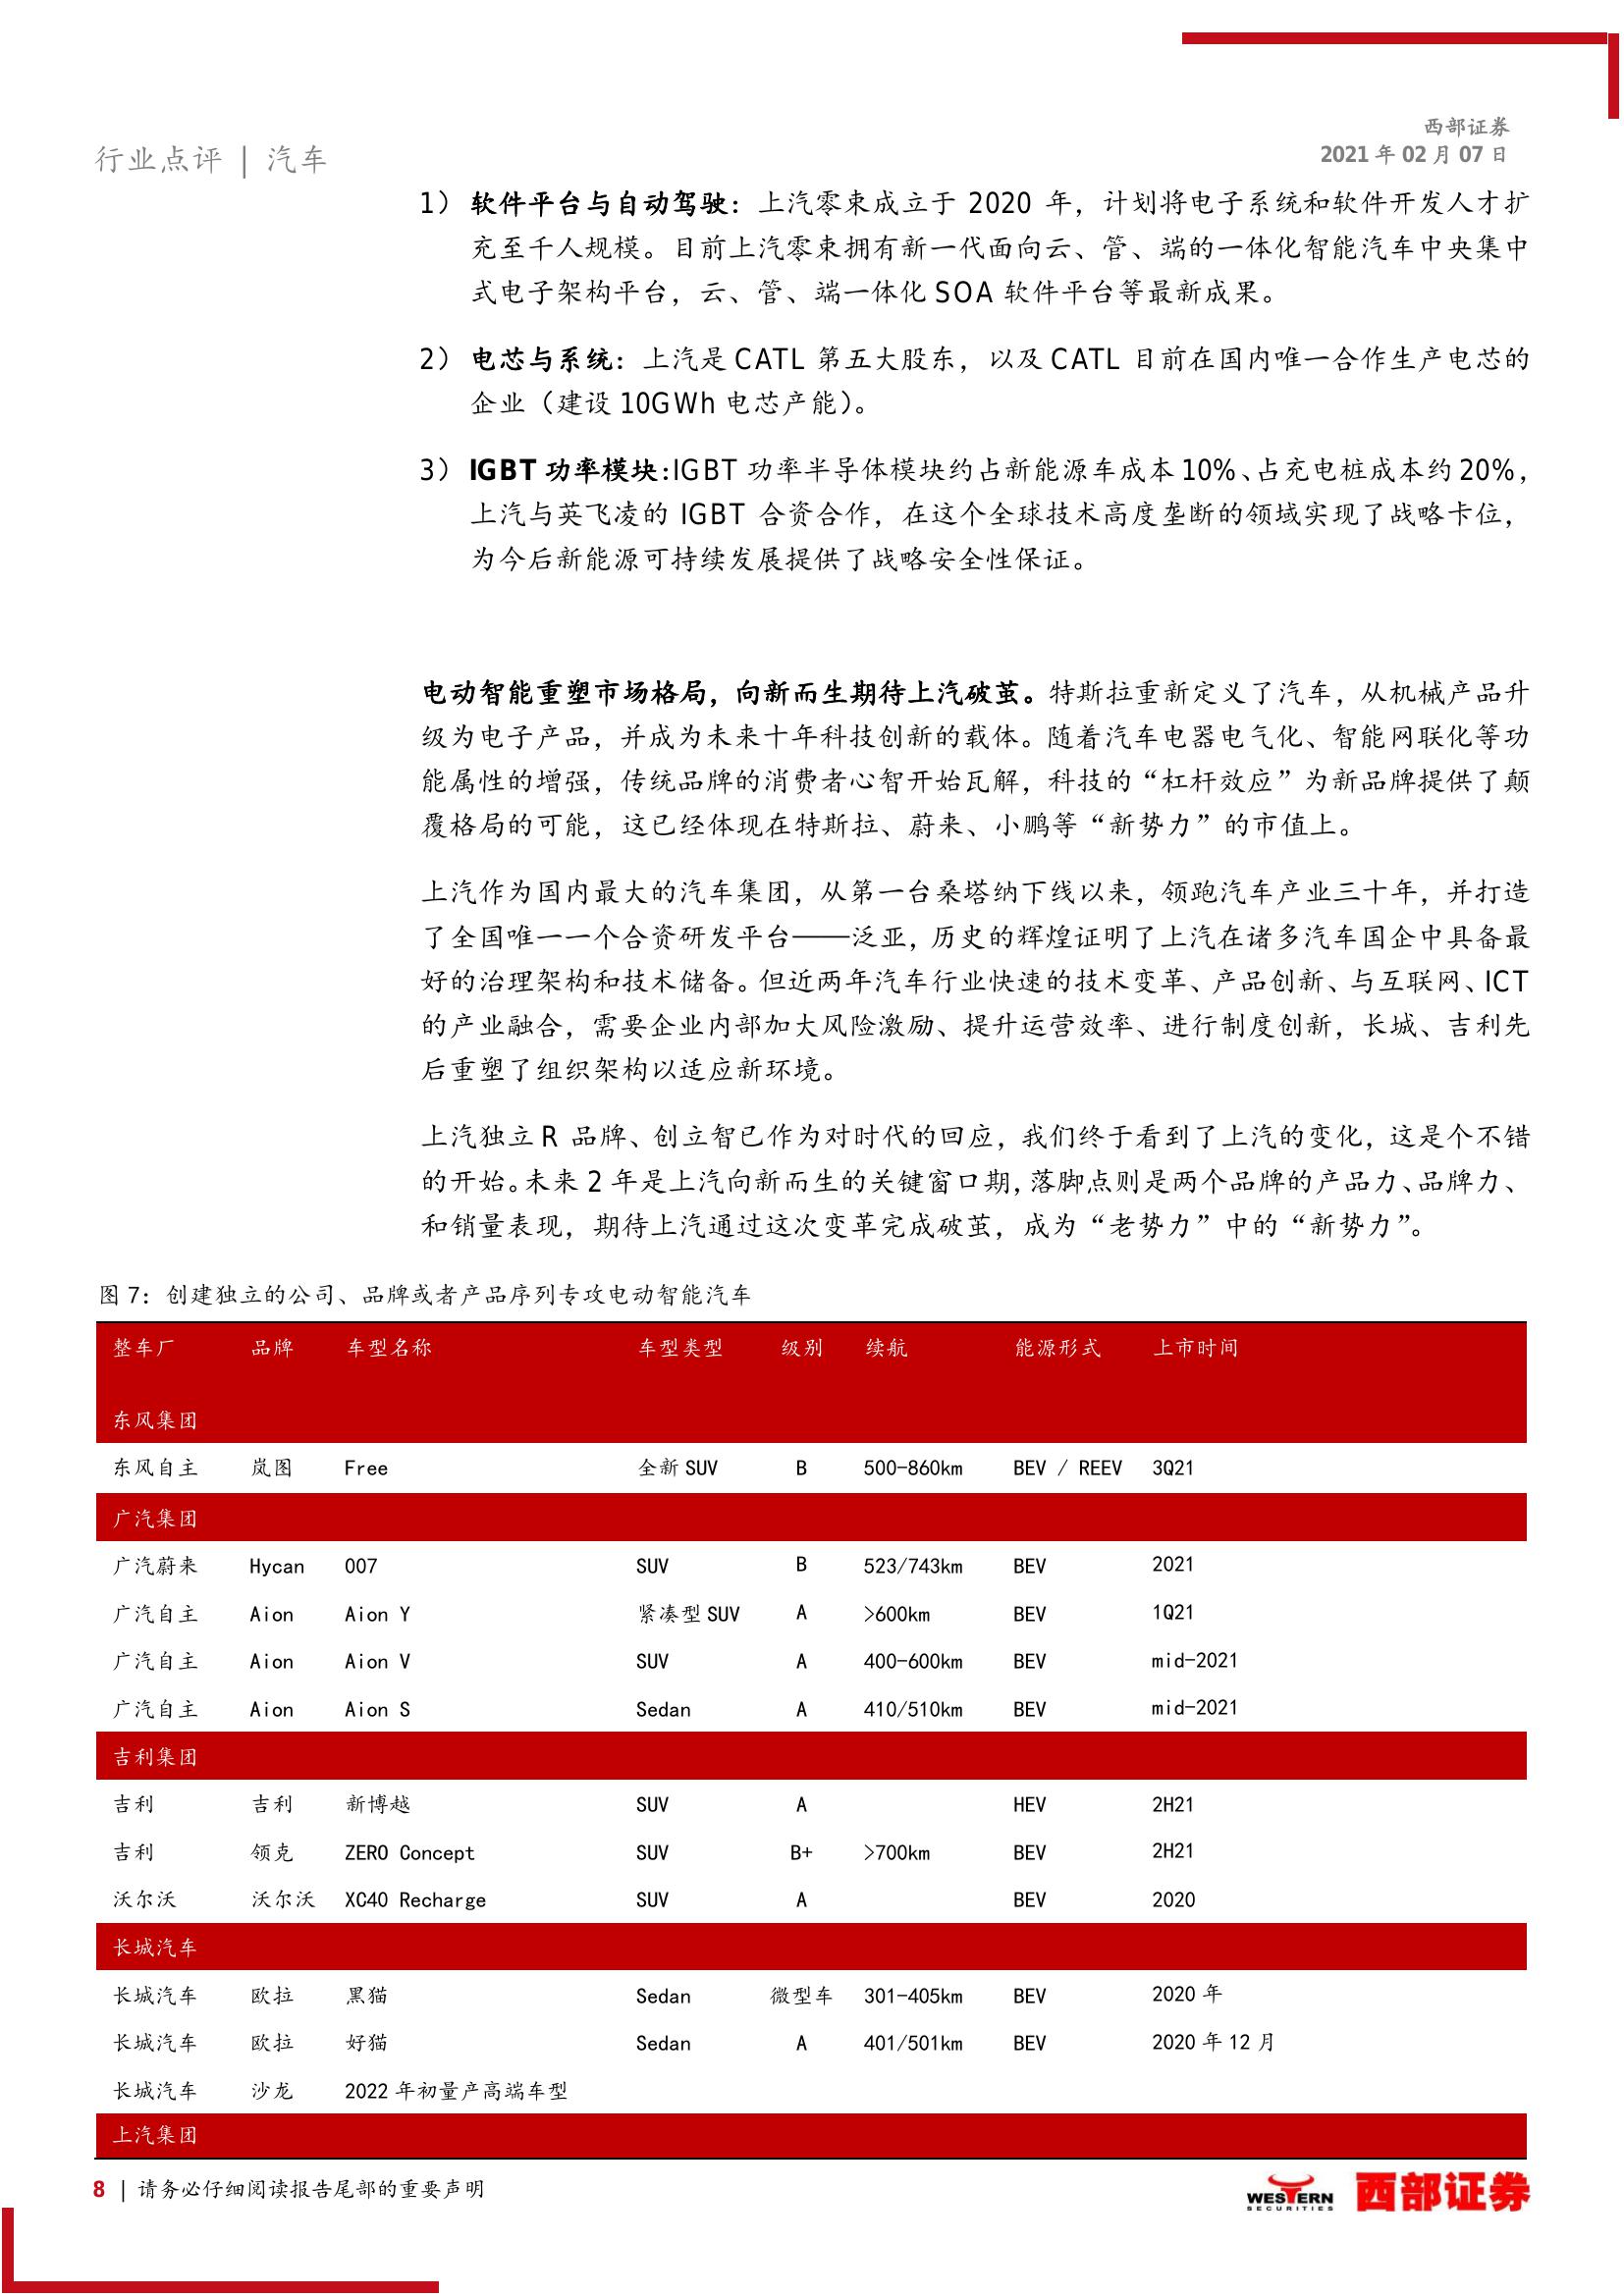 西部证券
2021 年 02 月 07 日
行业点评 | 汽车
1） 软件平台与自动驾驶：上汽零束成立于 2020 年，计划将电子系统和软件开发人才扩
充至千人规模。目前上汽零束拥有新一代面向云、管、端的一体化智能汽车中央集中
式电子架构平台，云、管、端一体化 SOA 软件平台等最新成果。
2） 电芯与系统：上汽是 CATL 第五大股东，以及 CATL 目前在国内唯一合作生产电芯的
企业（建设 10GWh 电芯产能）。
3） IGBT 功率模块：IGBT 功率半导体模块约占新能源车成本 10%、占充电桩成本约 20%，
上汽与英飞凌的 IGBT 合资合作，在这个全球技术高度垄断的领域实现了战略卡位，
为今后新能源可持续发展提供了战略安全性保证。
电动智能重塑市场格局，向新而生期待上汽破茧。特斯拉重新定义了汽车，从机械产品升
级为电子产品，并成为未来十年科技创新的载体。随着汽车电器电气化、智能网联化等功
能属性的增强，传统品牌的消费者心智开始瓦解，科技的“杠杆效应”为新品牌提供了颠
覆格局的可能，这已经体现在特斯拉、蔚来、小鹏等“新势力”的市值上。
上汽作为国内最大的汽车集团，从第一台桑塔纳下线以来，领跑汽车产业三十年，并打造
了全国唯一一个合资研发平台——泛亚，历史的辉煌证明了上汽在诸多汽车国企中具备最
好的治理架构和技术储备。但近两年汽车行业快速的技术变革、产品创新、与互联网、ICT
的产业融合，需要企业内部加大风险激励、提升运营效率、进行制度创新，长城、吉利先
后重塑了组织架构以适应新环境。
上汽独立 R 品牌、创立智己作为对时代的回应，我们终于看到了上汽的变化，这是个不错
的开始。未来 2 年是上汽向新而生的关键窗口期，落脚点则是两个品牌的产品力、品牌力、
和销量表现，期待上汽通过这次变革完成破茧，成为“老势力”中的“新势力”。
图 7：创建独立的公司、品牌或者产品序列专攻电动智能汽车
整车厂 品牌 车型名称 车型类型 级别 续航 能源形式 上市时间
东风集团
东风自主 岚图 Free 全新 SUV B 500-860km BEV / REEV 3Q21
广汽集团
广汽蔚来 Hycan 007 SUV B 523/743km BEV 2021
广汽自主 Aion Aion Y 紧凑型 SUV A >600km BEV 1Q21
广汽自主 Aion Aion V SUV A 400-600km BEV mid-2021
广汽自主 Aion Aion S Sedan A 410/510km BEV mid-2021
吉利集团
吉利 吉利 新博越 SUV A HEV 2H21
吉利 领克 ZERO Concept SUV B+ >700km BEV 2H21
沃尔沃 沃尔沃 XC40 Recharge SUV A BEV 2020
长城汽车
长城汽车 欧拉 黑猫 Sedan 微型车 301-405km BEV 2020 年
长城汽车 欧拉 好猫 Sedan A 401/501km BEV 2020 年 12 月
长城汽车 沙龙 2022 年初量产高端车型
上汽集团
8 | 请务必仔细阅读报告尾部的重要声明
WESTERN
SECURITIES
西部证券